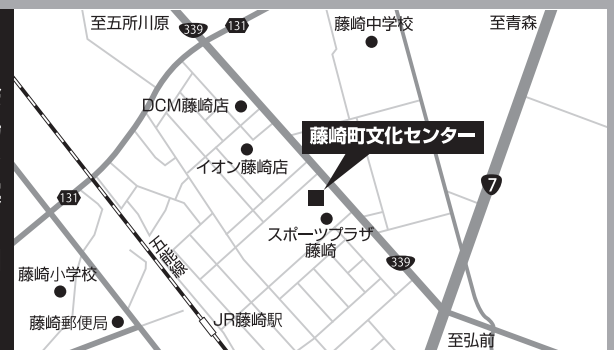 至五所川原
339
131
藤崎中学校
至青森
DCM藤崎店
藤崎町文化センター
イオン藤崎店
7
131
スポーツプラザ
藤崎
五能線
339
藤崎小学校
藤崎郵便局
JR藤崎駅
至弘前